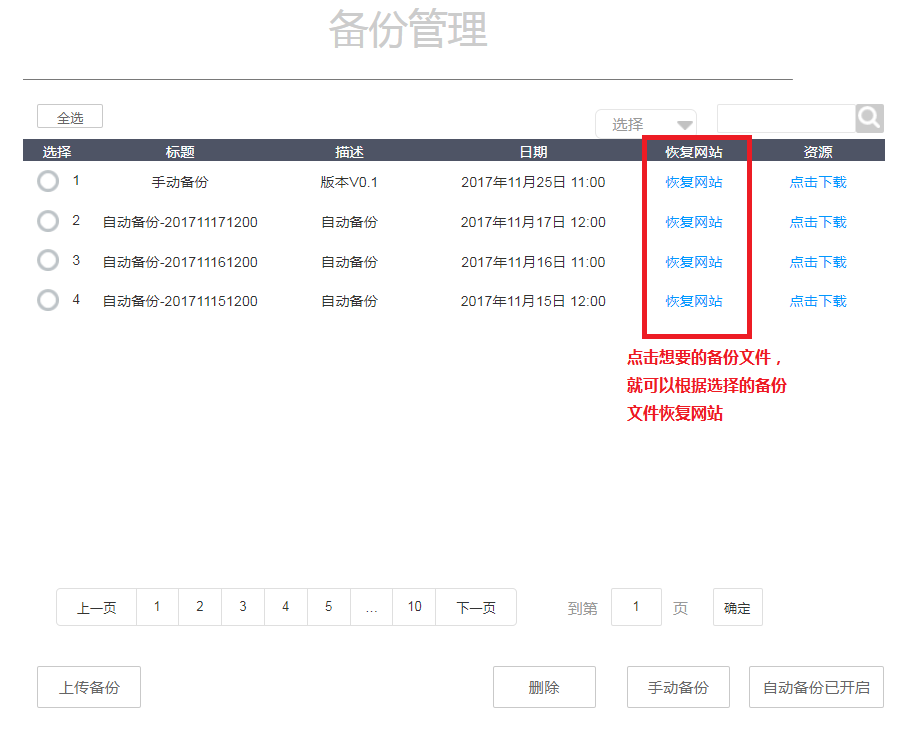 备份管理
全选
选择
选择 标题 描述 日期 恢复网站 资源
1 手动备份 版本V0.1 2017年11月25日 11:00 恢复网站 点击下载
2 自动备份-201711171200 自动备份 2017年11月17日 12:00 恢复网站 点击下载
3 自动备份-201711161200 自动备份 2017年11月16日 11:00 恢复网站 点击下载
4 自动备份-201711151200 自动备份 2017年11月15日 12:00 恢复网站 点击下载
点击想要的备份文件，
就可以根据选择的备份
文件恢复网站
上一页 1 2 3 4 5 ... 10 下一页 到第 1 页 确定
上传备份 删除 手动备份 自动备份已开启